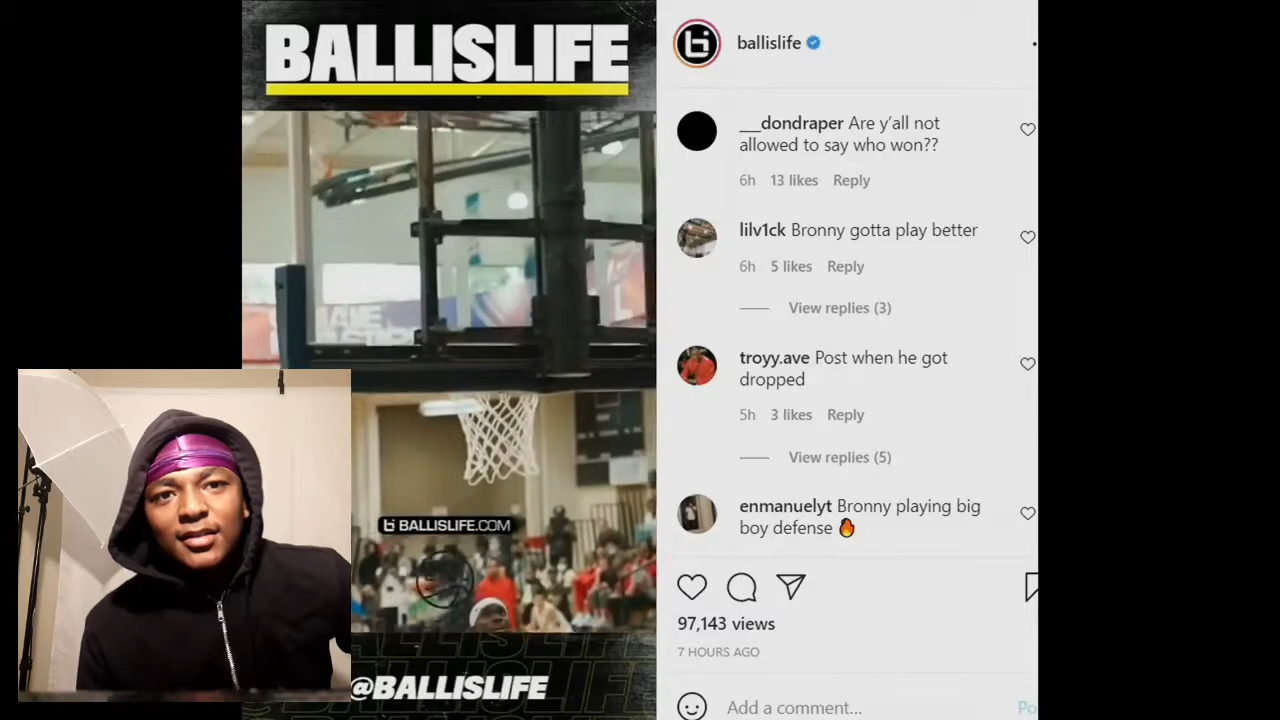 BALLISLIFE
BALLISLIFE.COM
@BALLISLIFE
ballislife
__dondraper Are y'all not
allowed to say who won??
6h 13 likes Reply
lilv1ck Bronny gotta play better
6h 5 likes Reply
View replies (3)
troyy.ave Post when he got
dropped
5h 3 likes Reply
View replies (5)
enmanuelyt Bronny playing big
boy defense 🔥
97,143 views
7 HOURS AGO
Add a comment...
Po